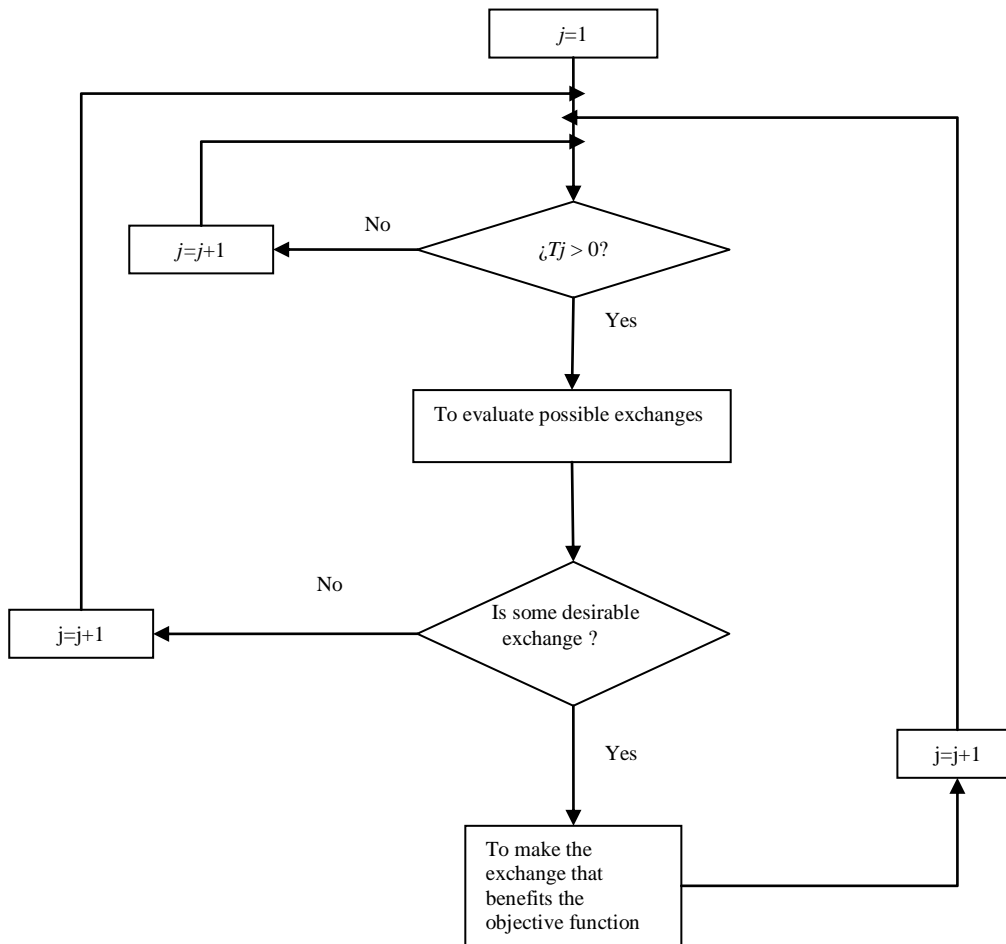 j=1
No
j=j+1
¿Tj > 0?
Yes
To evaluate possible exchanges
No
Is some desirable
exchange ?
j=j+1
Yes
j=j+1
To make the
exchange that
benefits the
objective function